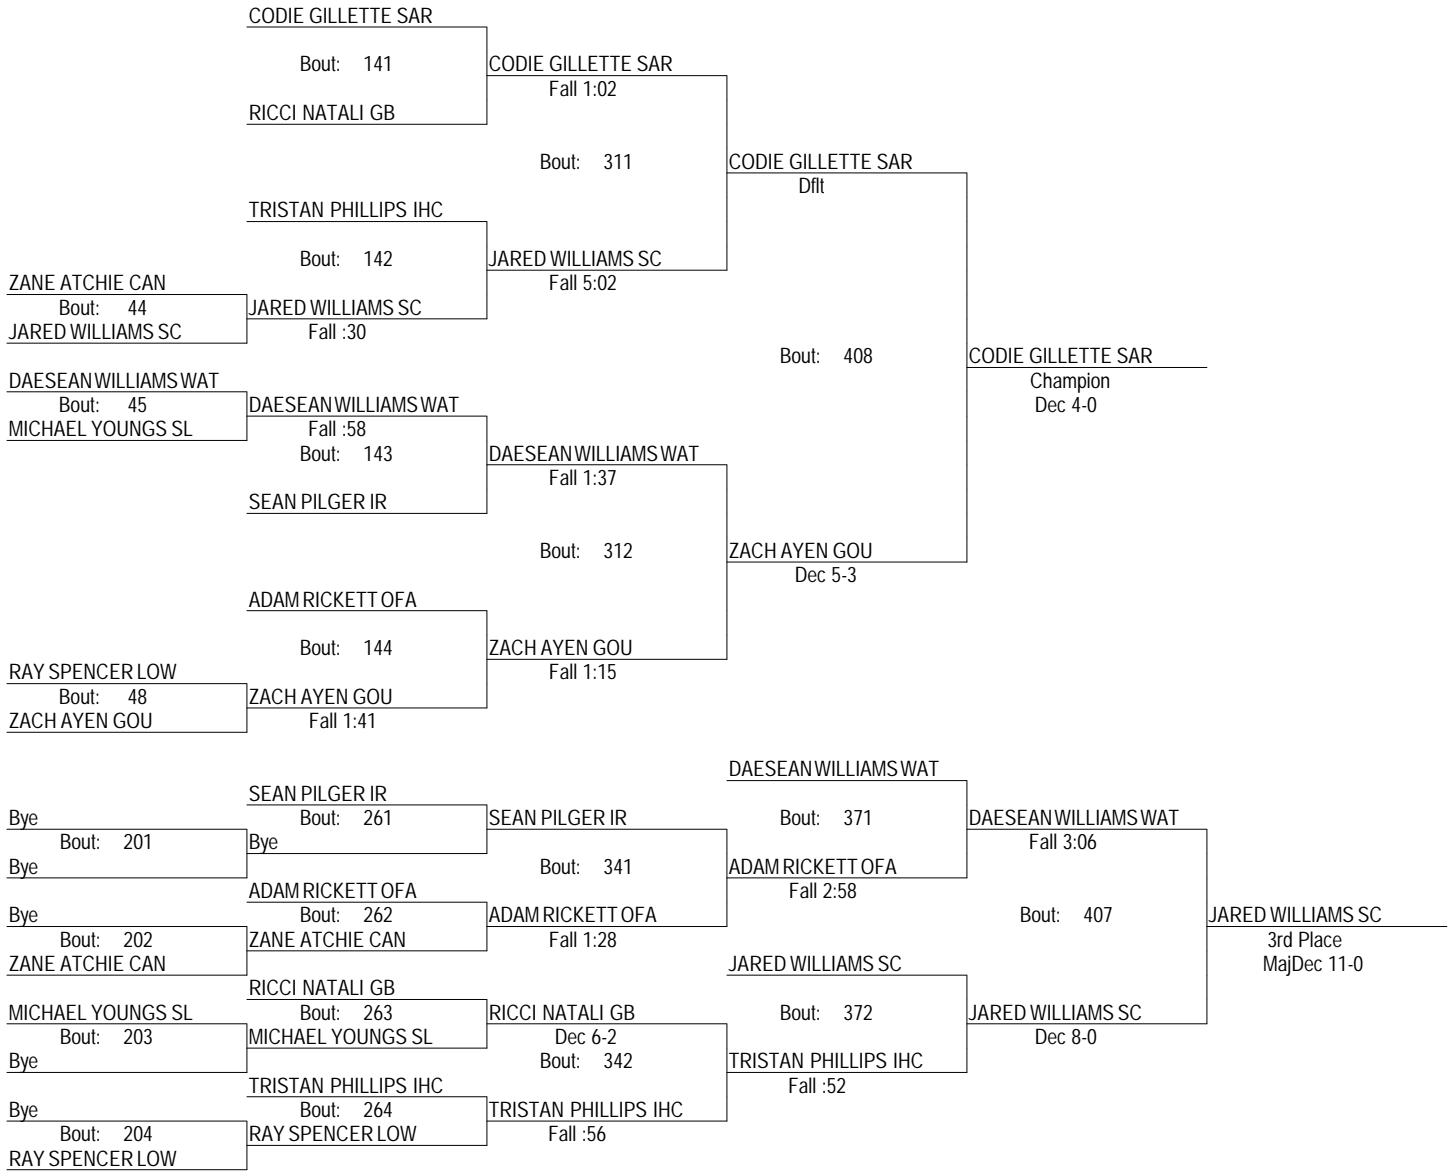 CODIE GILLETTE SAR
Bout: 141
CODIE GILLETTE SAR
Fall 1:02
RICCI NATALI GB
Bout: 311
CODIE GILLETTE SAR
Dflt
TRISTAN PHILLIPS IHC
Bout: 142
JARED WILLIAMS SC
Fall 5:02
ZANE ATCHIE CAN
Bout: 44
JARED WILLIAMS SC
JARED WILLIAMS SC
Fall :30
Bout: 408
CODIE GILLETTE SAR
Champion
Dec 4-0
DAESEAN WILLIAMS WAT
Bout: 45
MICHAEL YOUNGS SL
DAESEAN WILLIAMS WAT
Fall :58
Bout: 143
DAESEAN WILLIAMS WAT
Fall 1:37
SEAN PILGER IR
Bout: 312
ZACH AYEN GOU
Dec 5-3
ADAM RICKETT OFA
Bout: 144
ZACH AYEN GOU
Fall 1:15
RAY SPENCER LOW
Bout: 48
ZACH AYEN GOU
ZACH AYEN GOU
Fall 1:41
DAESEAN WILLIAMS WAT
SEAN PILGER IR
Bye
Bout: 201
Bye
Bout: 261
Bye
SEAN PILGER IR
Bout: 371
DAESEAN WILLIAMS WAT
Fall 3:06
Bout: 341
ADAM RICKETT OFA
Fall 2:58
ADAM RICKETT OFA
Bye
Bout: 202
ZANE ATCHIE CAN
Bout: 262
ZANE ATCHIE CAN
ADAM RICKETT OFA
Fall 1:28
Bout: 407
JARED WILLIAMS SC
3rd Place
MajDec 11-0
JARED WILLIAMS SC
RICCI NATALI GB
MICHAEL YOUNGS SL
Bout: 203
Bye
Bout: 263
MICHAEL YOUNGS SL
RICCI NATALI GB
Dec 6-2
Bout: 342
Bout: 372
JARED WILLIAMS SC
Dec 8-0
TRISTAN PHILLIPS IHC
Fall :52
TRISTAN PHILLIPS IHC
Bye
Bout: 204
RAY SPENCER LOW
Bout: 264
RAY SPENCER LOW
TRISTAN PHILLIPS IHC
Fall :56